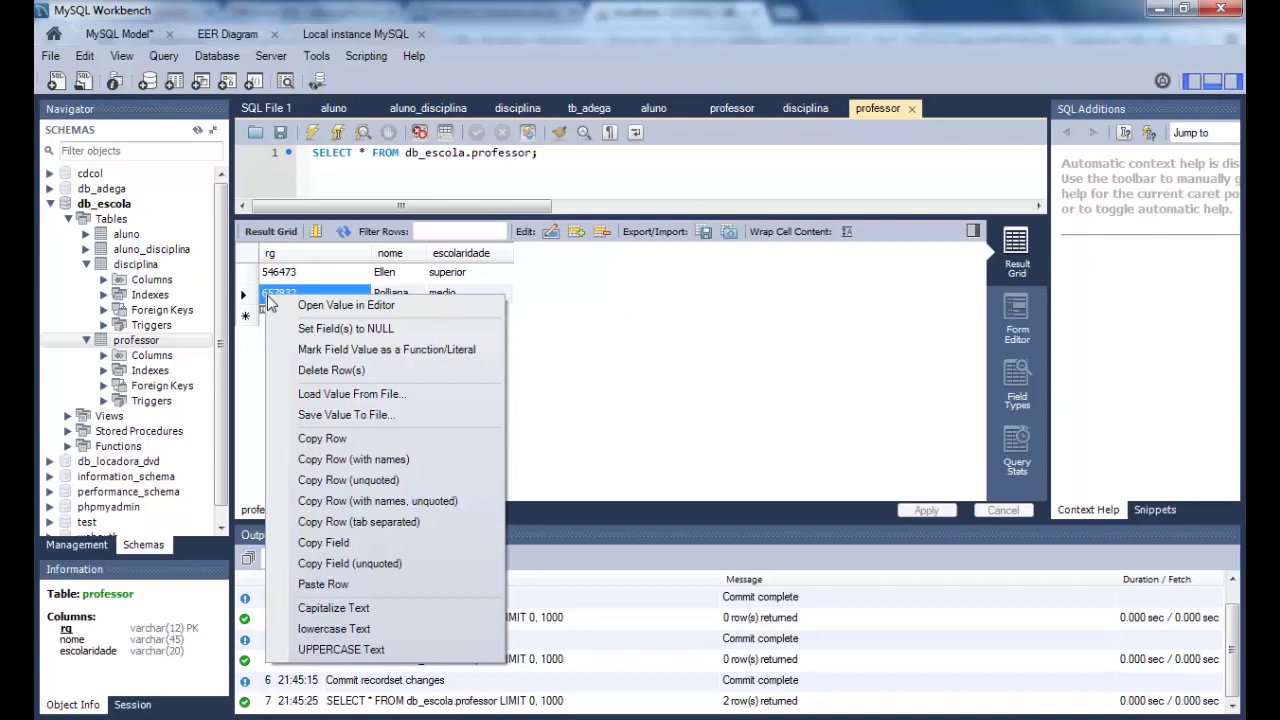 MySQL Workbench
MySQL Model* EER Diagram Local instance MySQL
File Edit View Query Database Server Tools Scripting Help
Navigator
SCHEMAS
Filter objects
cdcol
db_adega
db_escola
Tables
aluno
aluno_disciplina
disciplina
Columns
Indexes
Foreign Keys
Triggers
professor
Columns
Indexes
Foreign Keys
Triggers
Views
Stored Procedures
Functions
db_locadora_dvd
information_schema
performance_schema
phpmyadmin
test
Management Schemas
Information
Table: professor
Columns:
rg varchar(12) PK
nome varchar(45)
escolaridade varchar(20)
Object Info Session
SQL File 1 aluno aluno_disciplina disciplina tb_adega aluno professor disciplina professor
1 SELECT * FROM db_escola.professor;
Result Grid Filter Rows: Edit: Export/Import: Wrap Cell Content:
rg nome escolaridade
546473 Ellen superior
657832 Polliana medio
Open Value in Editor
Set Field(s) to NULL
Mark Field Value as a Function/Literal
Delete Row(s)
Load Value From File...
Save Value To File...
Copy Row
Copy Row (with names)
Copy Row (unquoted)
Copy Row (with names, unquoted)
Copy Row (tab separated)
Copy Field
Copy Field (unquoted)
Paste Row
Capitalize Text
lowercase Text
UPPERCASE Text
Result Grid
Form Editor
Field Types
Query Stats
profe
Apply Cancel
Outp
Message Duration / Fetch
Commit complete
IMIT 0, 1000 0 row(s) returned 0.000 sec / 0.000 sec
Commit complete
IMIT 0, 1000 0 row(s) returned 0.000 sec / 0.000 sec
6 21:45:15 Commit recordset changes Commit complete
7 21:45:25 SELECT * FROM db_escola.professor LIMIT 0, 1000 2 row(s) returned 0.000 sec / 0.000 sec
SQL Additions
Jump to
Automatic context help is dis
Use the toolbar to manually g
help for the current caret po
or to toggle automatic help.
Context Help Snippets